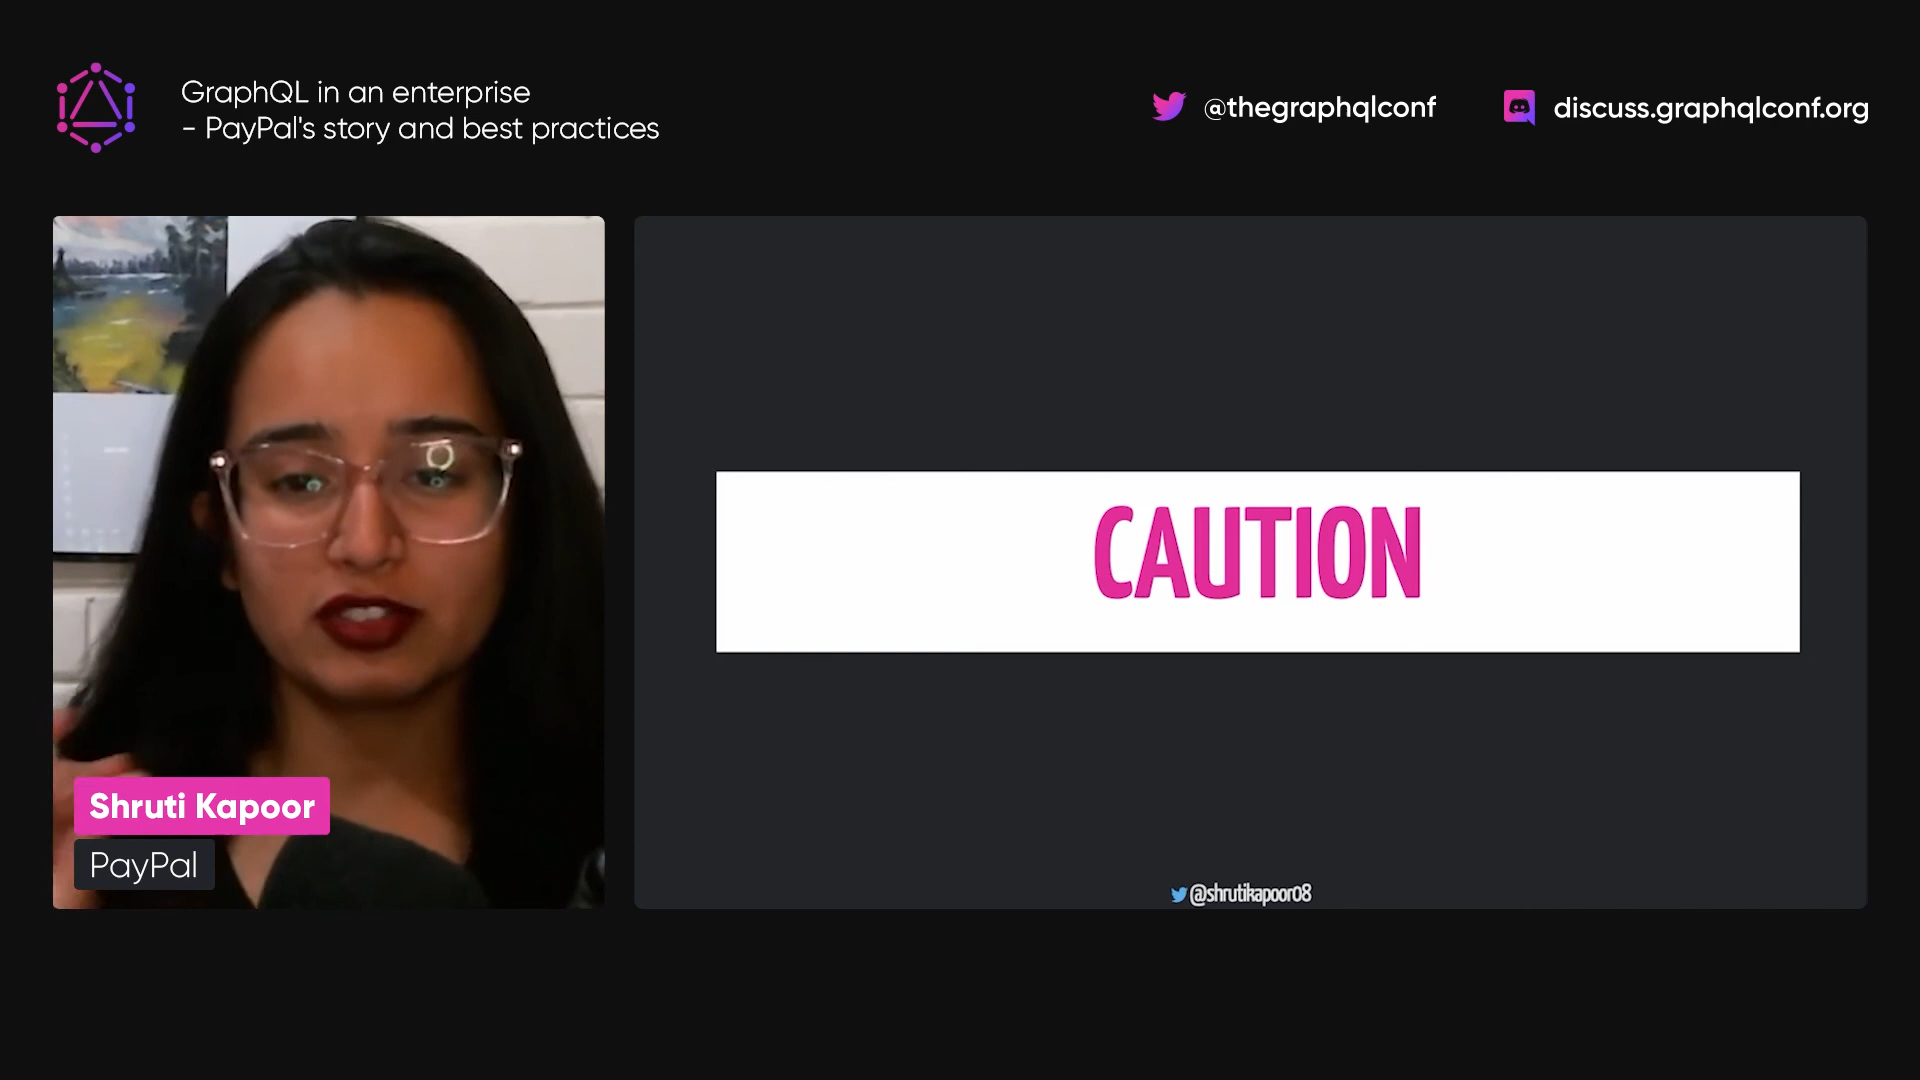 GraphQL in an enterprise
- PayPal's story and best practices
@thegraphqlconf
discuss.graphqlconf.org
CAUTION
Shruti Kapoor
PayPal
@shrutikapoor08